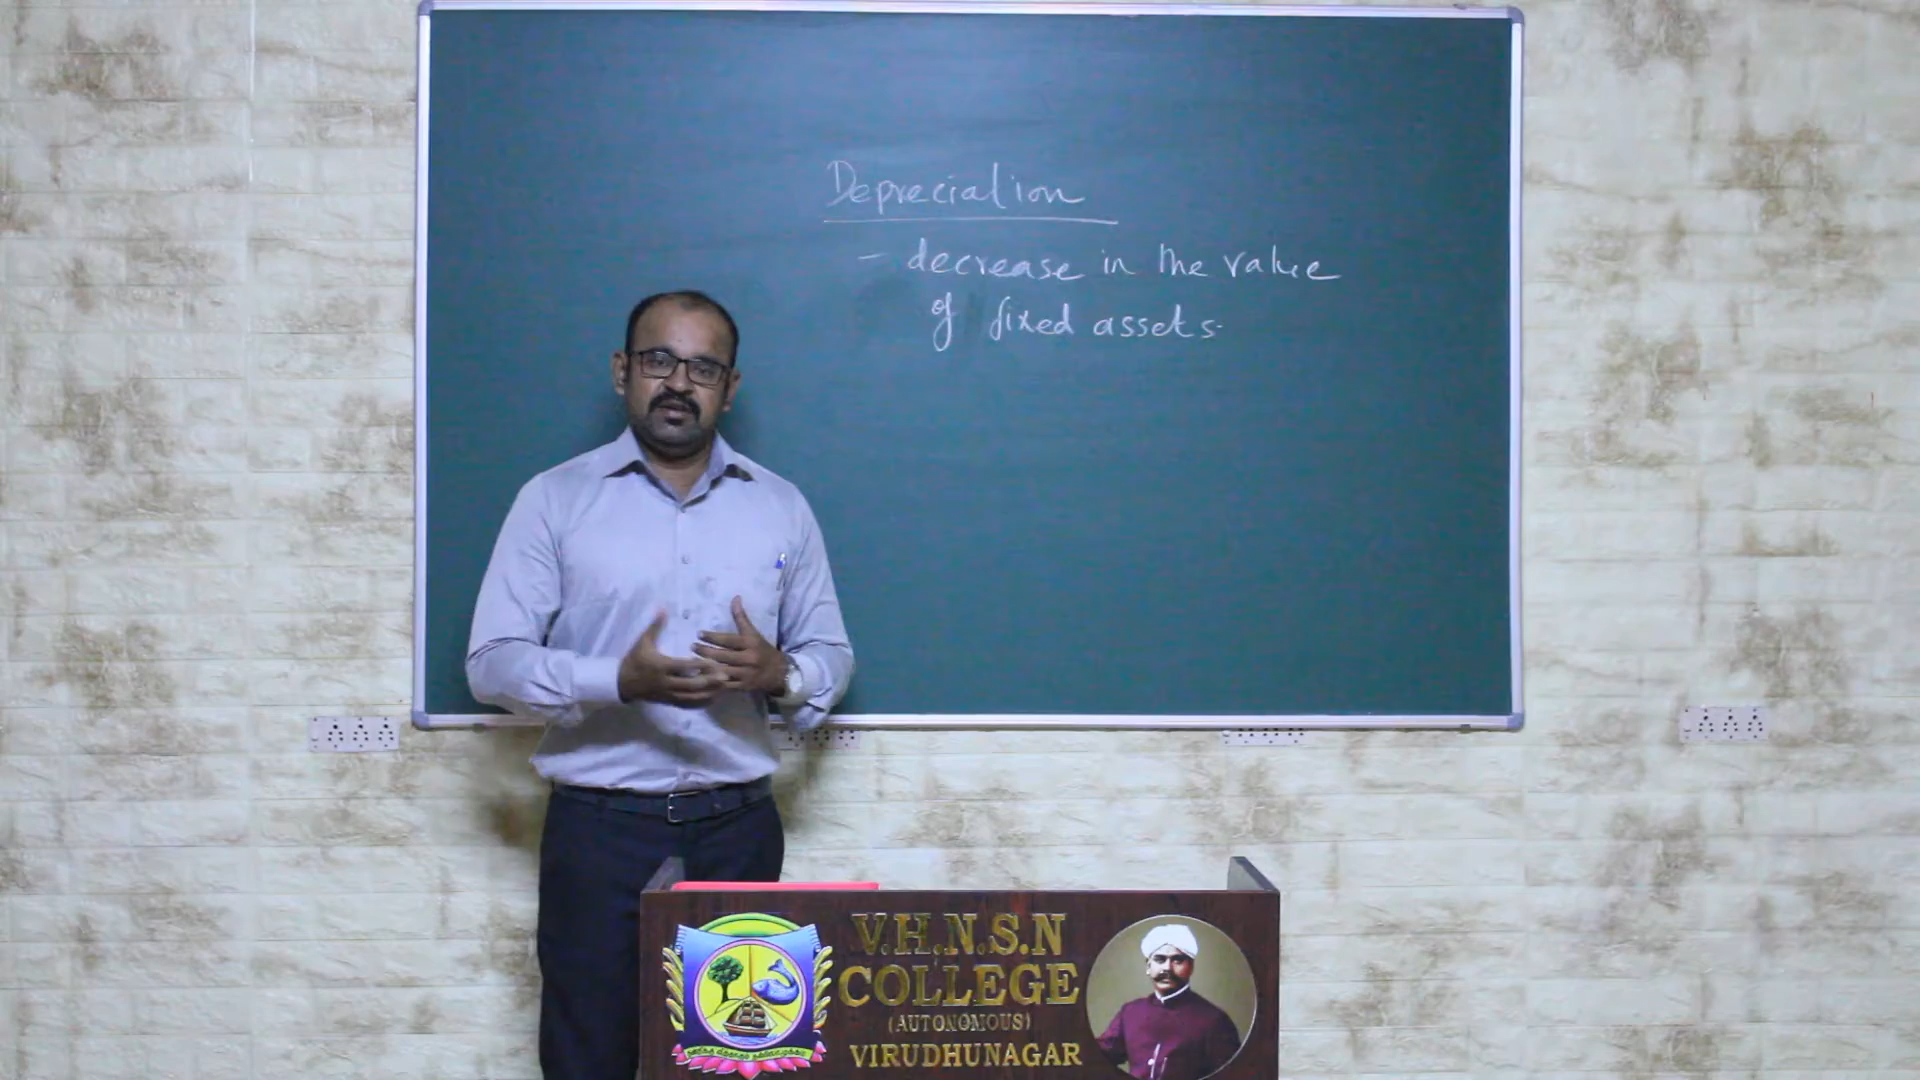 Depreciation
- decrease in the value
of fixed assets.
V.H.N.S.N
COLLEGE
(AUTONOMOUS)
VIRUDHUNAGAR